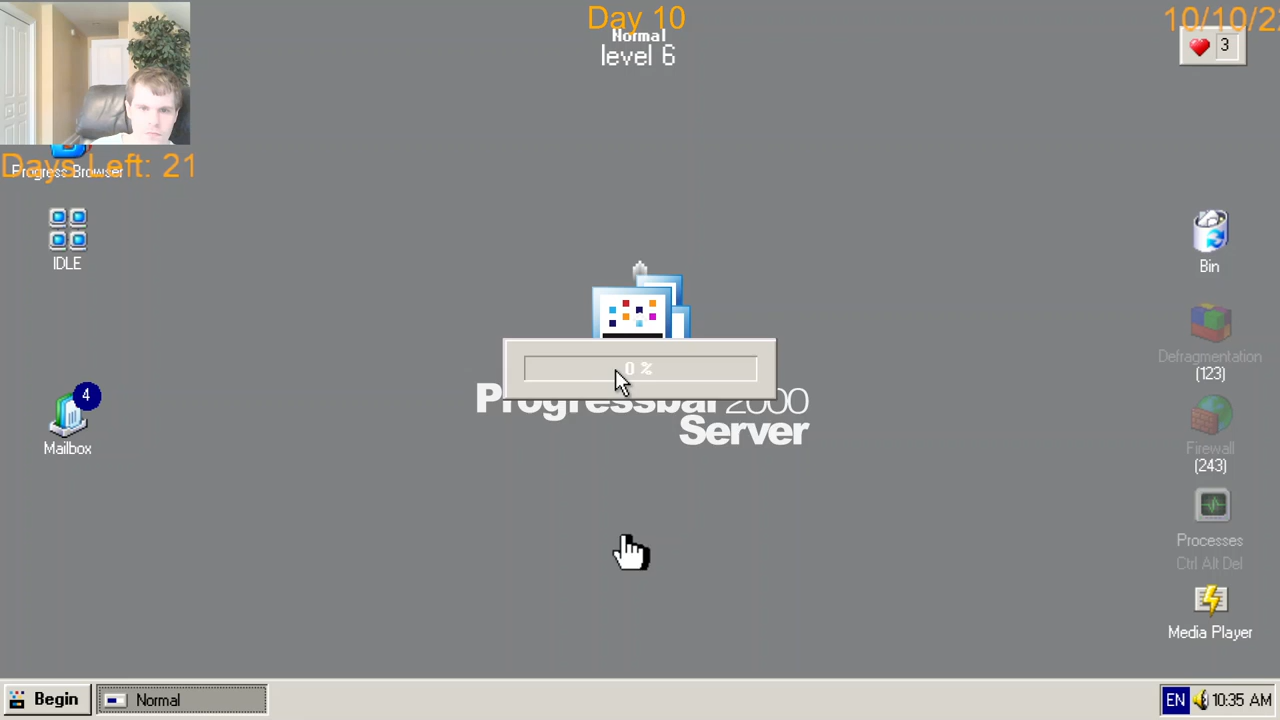 Day 10
10/10/2
Normal
level 6
3
Progress Browser
Days Left: 21
IDLE
Bin
Defragmentation
(123)
0 %
4
Progressbar 2000
Server
Mailbox
Firewall
(243)
Processes
Ctrl Alt Del
Media Player
Begin
Normal
EN
10:35 AM